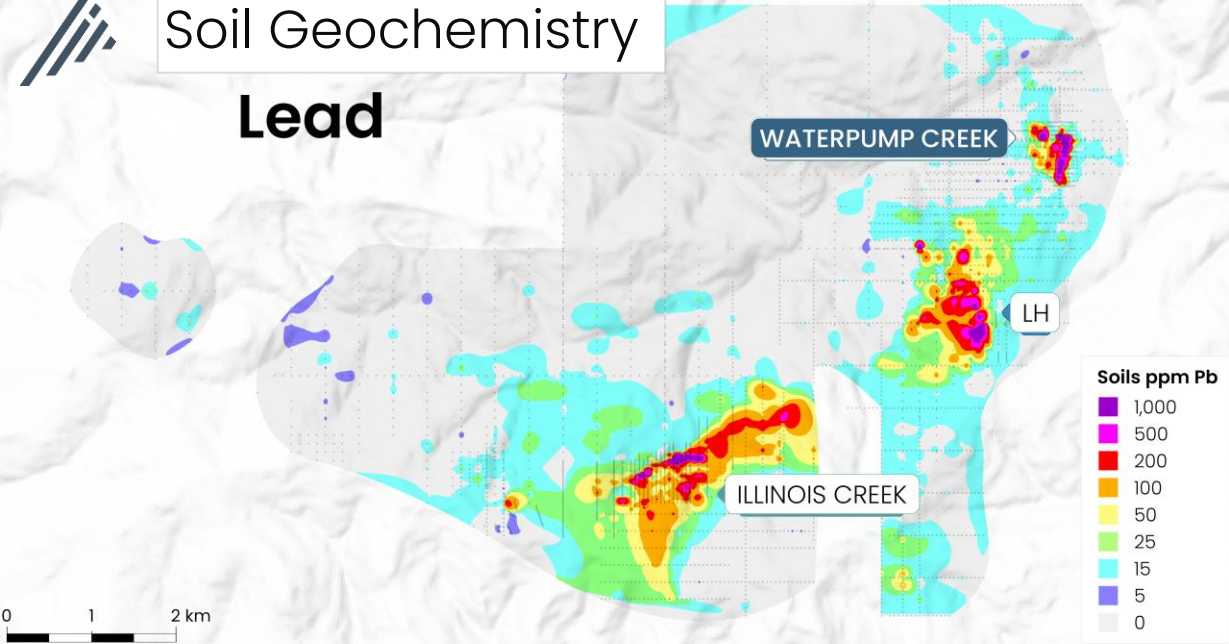 Soil Geochemistry
Lead
WATERPUMP CREEK
LH
ILLINOIS CREEK
Soils ppm Pb
1,000
500
200
100
50
25
15
5
0
0 1 2 km